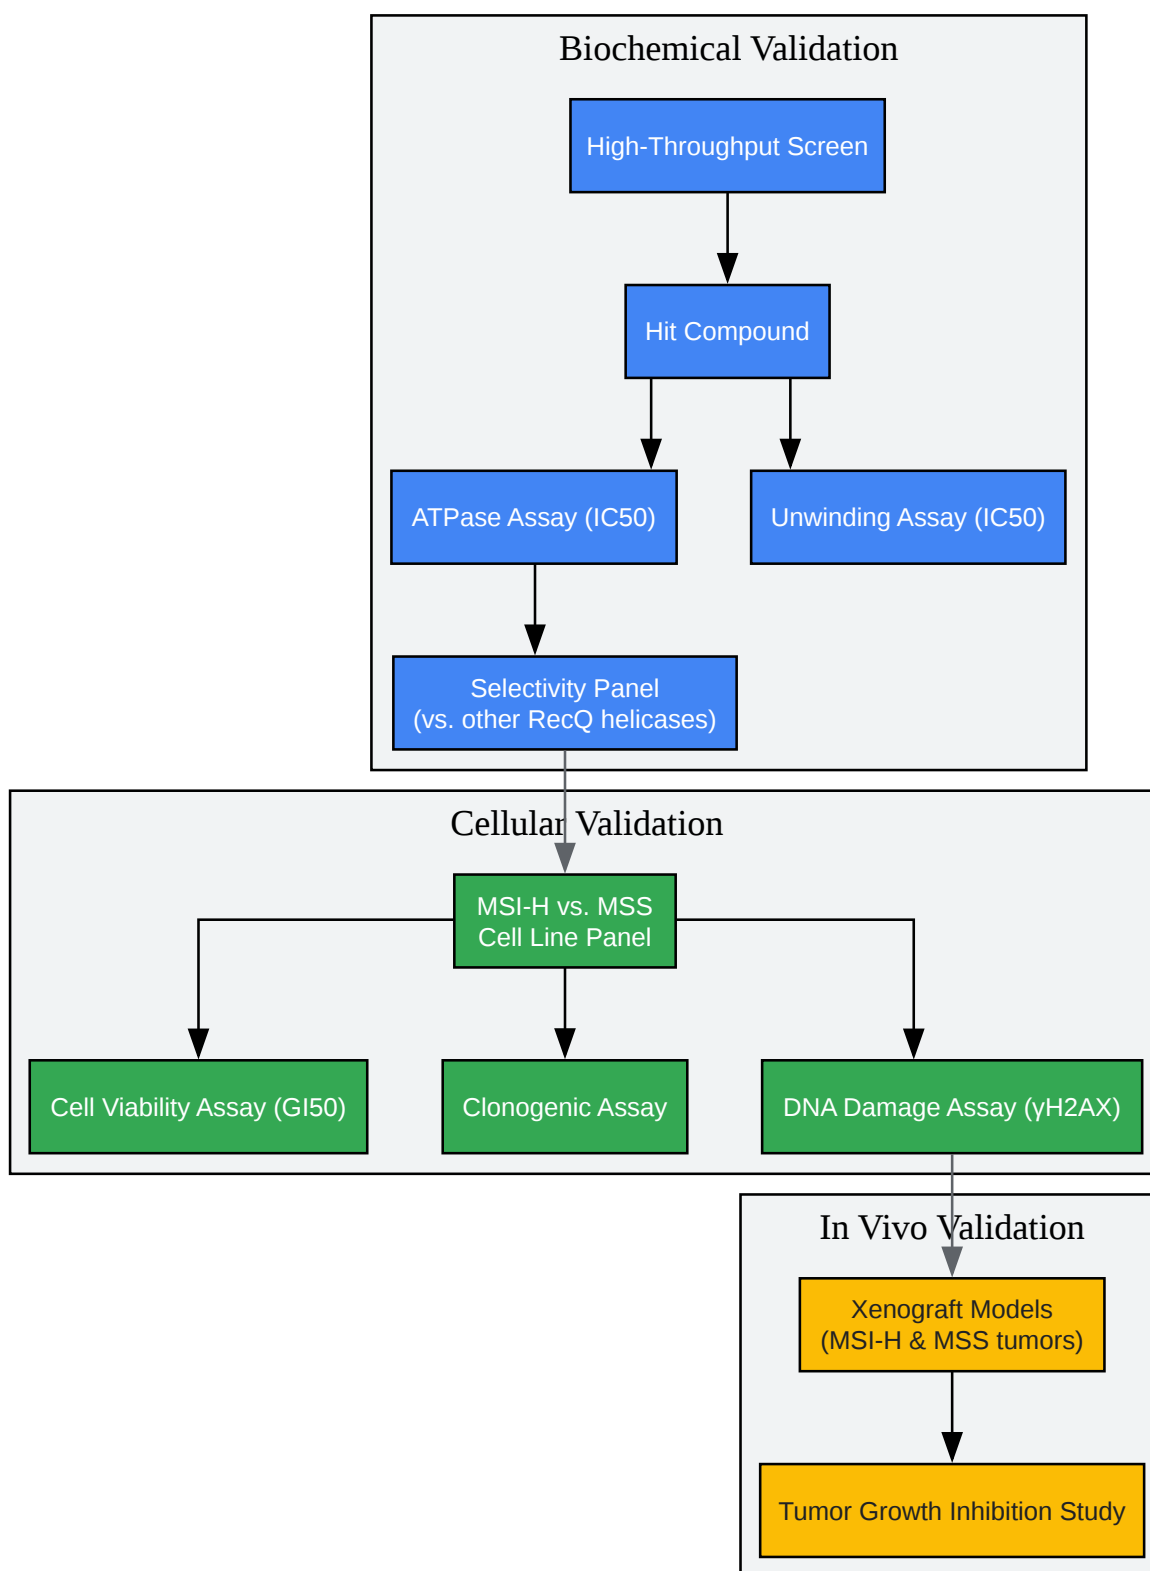 Biochemical Validation
High-Throughput Screen
Hit Compound
ATPase Assay (IC50)
Unwinding Assay (IC50)
Selectivity Panel
(vs. other RecQ helicases)
Cellular Validation
MSI-H vs. MSS
Cell Line Panel
Cell Viability Assay (GI50)
Clonogenic Assay
DNA Damage Assay (γH2AX)
In Vivo Validation
Xenograft Models
(MSI-H & MSS tumors)
Tumor Growth Inhibition Study